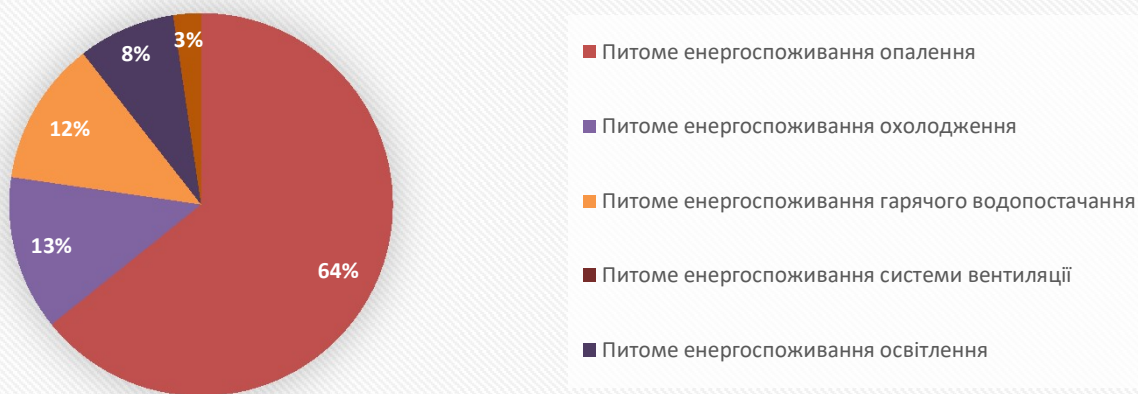 3%
8%
12%
13%
64%
Питоме енергоспоживання опалення
Питоме енергоспоживання охолодження
Питоме енергоспоживання гарячого водопостачання
Питоме енергоспоживання системи вентиляції
Питоме енергоспоживання освітлення